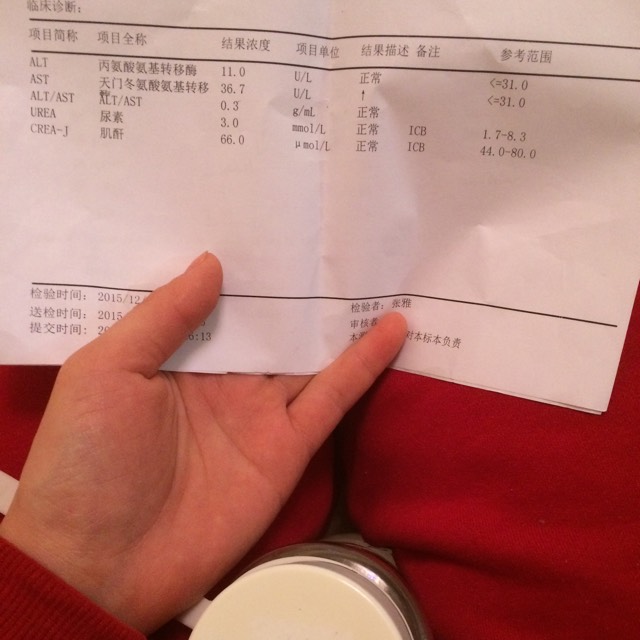 临床诊断：
项目简称 项目全称 结果浓度 项目单位 结果描述 备注 参考范围
ALT 丙氨酸氨基转移酶 11.0 U/L 正常 <=31.0
AST 天门冬氨酸氨基转移 36.7 U/L ↑ <=31.0
ALT/AST ALT/AST 0.3 g/mL 正常
UREA 尿素 3.0 mmol/L 正常 ICB 1.7-8.3
CREA-J 肌酐 66.0 μmol/L 正常 ICB 44.0-80.0
检验时间： 2015/12/ 检验者：张雅
送检时间： 2015 审核
提交时间： 6:13 对本标本负责